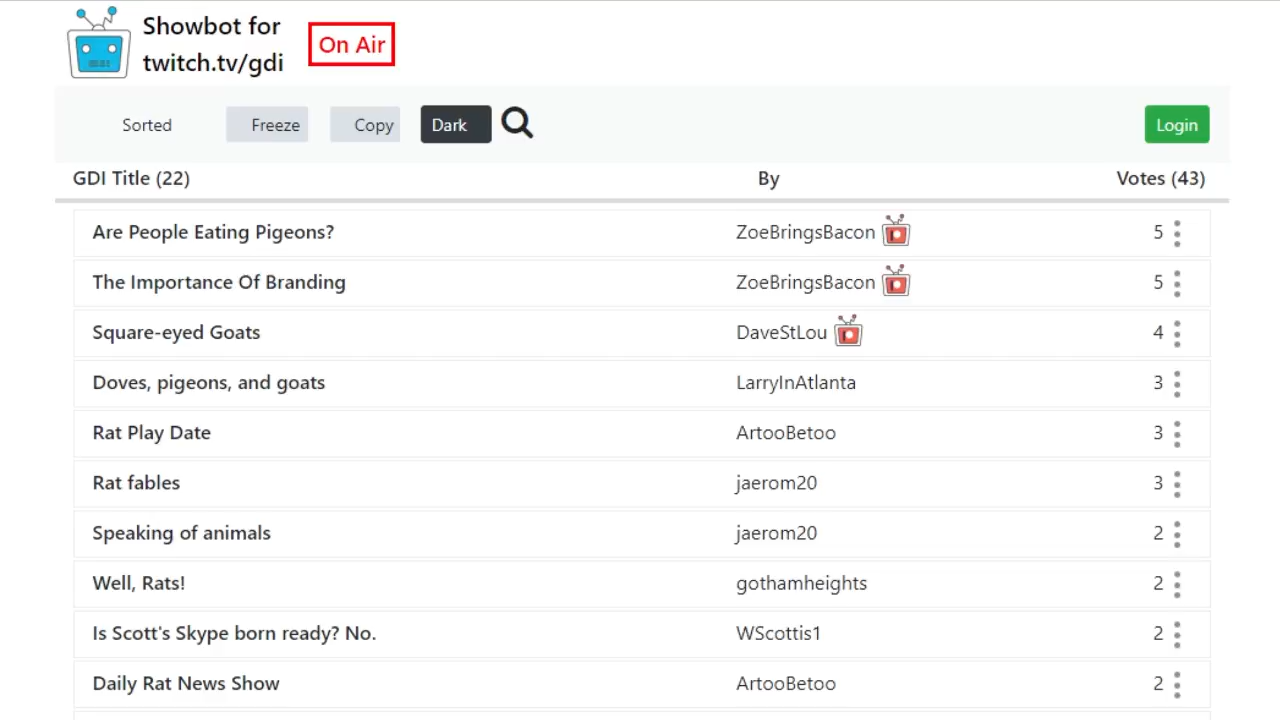 Showbot for
twitch.tv/gdi
On Air
Sorted Freeze Copy Dark Login
GDI Title (22) By Votes (43)
Are People Eating Pigeons? ZoeBringsBacon 5
The Importance Of Branding ZoeBringsBacon 5
Square-eyed Goats DaveStLou 4
Doves, pigeons, and goats LarryInAtlanta 3
Rat Play Date ArtooBetoo 3
Rat fables jaerom20 3
Speaking of animals jaerom20 2
Well, Rats! gothamheights 2
Is Scott's Skype born ready? No. WScottis1 2
Daily Rat News Show ArtooBetoo 2